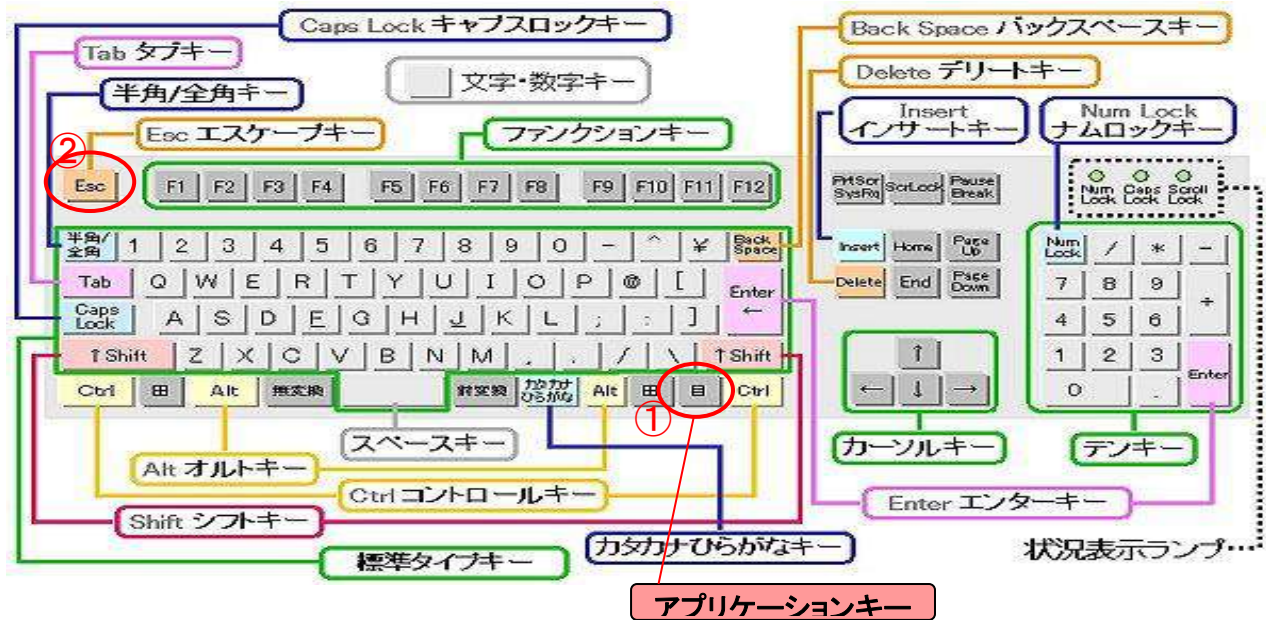 Caps Lock キャプスロックキー
Back Space バックスペースキー
Tab タブキー
文字・数字キー
Delete デリートキー
半角/全角キー
Insert
インサートキー
Num Lock
ナムロックキー
Esc エスケープキー
ファンクションキー
②
Esc F1 F2 F3 F4 F5 F6 F7 F8 F9 F10 F11 F12
PrtScr
SysRq
ScrLock
Pause
Break
Num
Lock
Caps
Lock
Scroll
Lock
半角/
全角
1 2 3 4 5 6 7 8 9 0 - ^ ¥
Back
Space
Insert Home
Page
Up
Num
Lock
/ * -
Tab Q W E R T Y U I O P @ [
Enter
←
Delete End
Page
Down
7 8 9 +
Caps
Lock
A S D F G H J K L ; : ]
4 5 6
↑Shift Z X C V B N M , . / \ ↑Shift
↑
1 2 3
Enter
Ctrl 田 Alt 無変換
前変換
カタカナ
ひらがな
Alt 田 目 Ctrl
← ↓ →
0 .
①
スペースキー
カーソルキー
テンキー
Alt オルトキー
Ctrl コントロールキー
Enter エンターキー
Shift シフトキー
カタカナひらがなキー
状況表示ランプ
標準タイプキー
アプリケーションキー